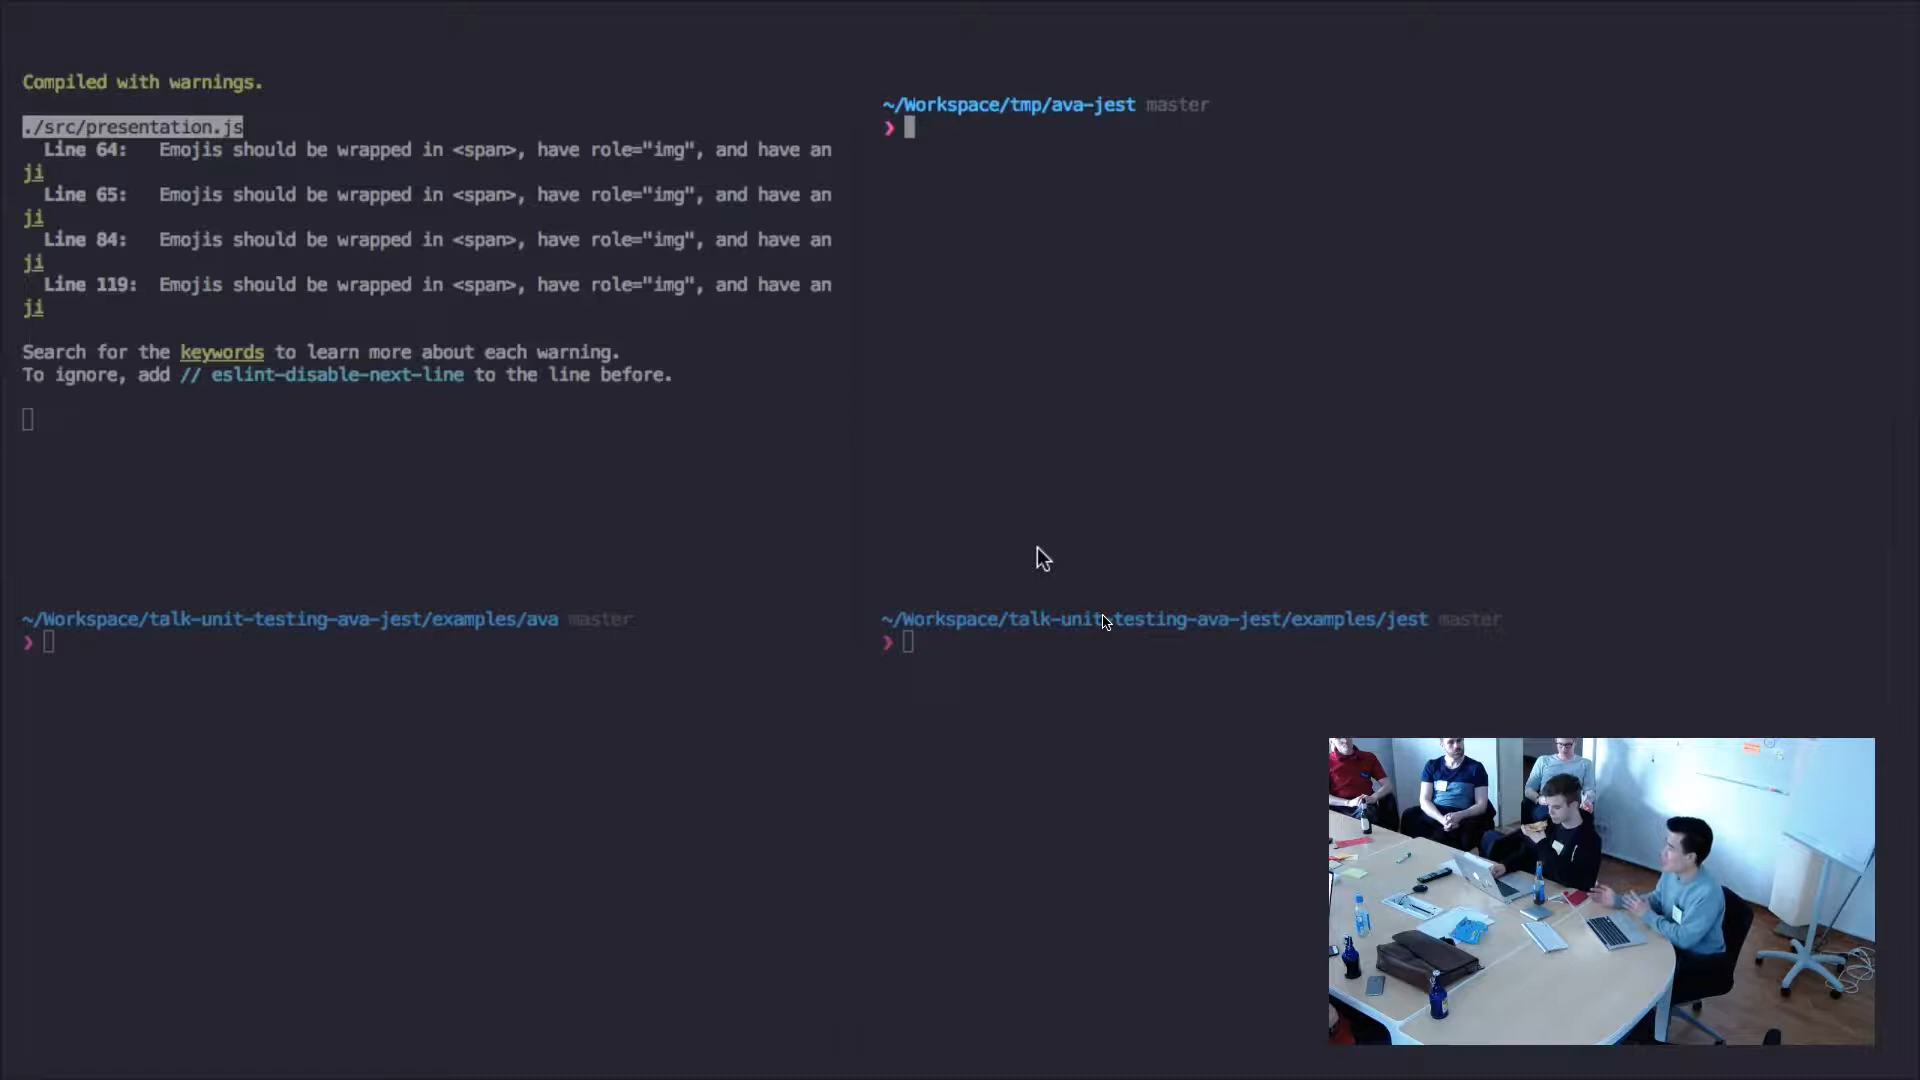 Compiled with warnings.
./src/presentation.js
Line 64: Emojis should be wrapped in <span>, have role="img", and have an
ji
Line 65: Emojis should be wrapped in <span>, have role="img", and have an
ji
Line 84: Emojis should be wrapped in <span>, have role="img", and have an
ji
Line 119: Emojis should be wrapped in <span>, have role="img", and have an
ji
Search for the keywords to learn more about each warning.
To ignore, add // eslint-disable-next-line to the line before.
~/Workspace/tmp/ava-jest master
❯
~/Workspace/talk-unit-testing-ava-jest/examples/ava master
❯
~/Workspace/talk-unit-testing-ava-jest/examples/jest master
❯